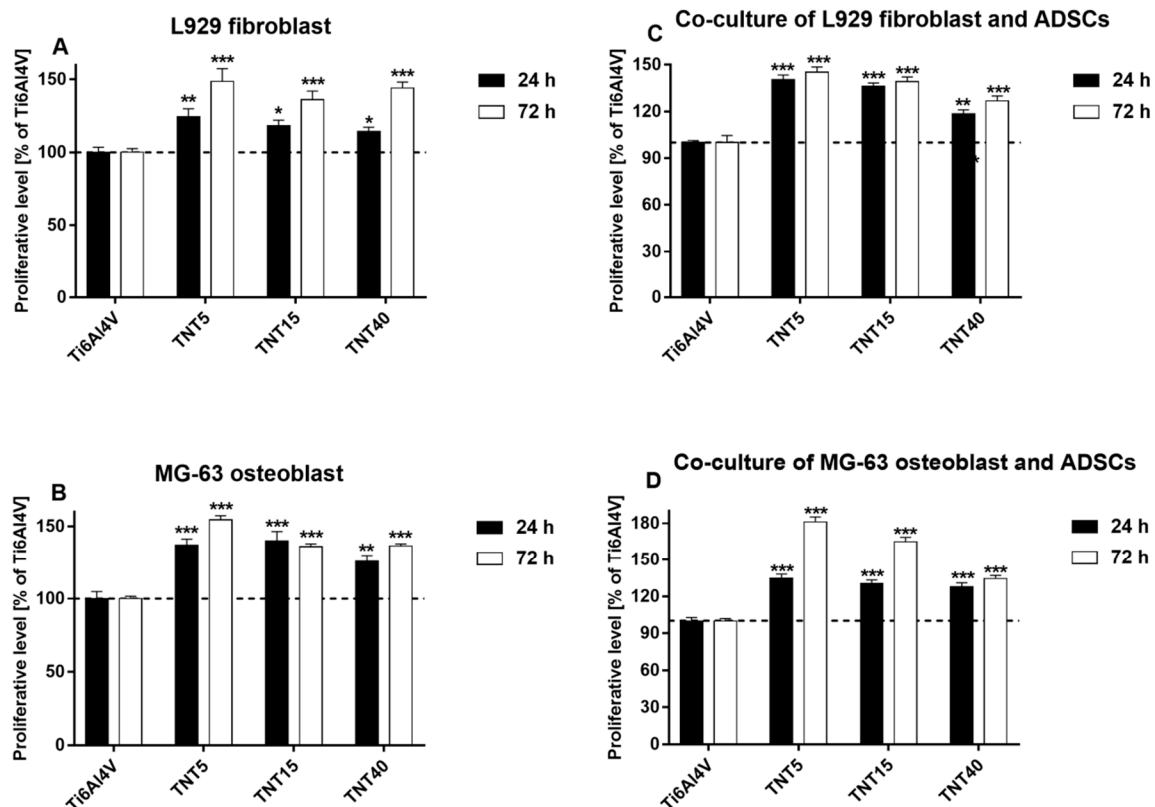 A
L929 fibroblast
Proliferative level [% of Ti6Al4V]
150
100
50
0
** *** * *** * ***
Ti6Al4V TNT5 TNT15 TNT40
24 h
72 h
C
Co-culture of L929 fibroblast and ADSCs
Proliferative level [% of Ti6Al4V]
150
120
90
60
30
0
*** *** *** *** ** ***
*
Ti6Al4V TNT5 TNT15 TNT40
24 h
72 h
B
MG-63 osteoblast
Proliferative level [% of Ti6Al4V]
150
100
50
0
*** *** *** *** ** ***
Ti6Al4V TNT5 TNT15 TNT40
24 h
72 h
D
Co-culture of MG-63 osteoblast and ADSCs
Proliferative level [% of Ti6Al4V]
180
150
120
90
60
30
0
*** *** *** *** *** ***
Ti6Al4V TNT5 TNT15 TNT40
24 h
72 h